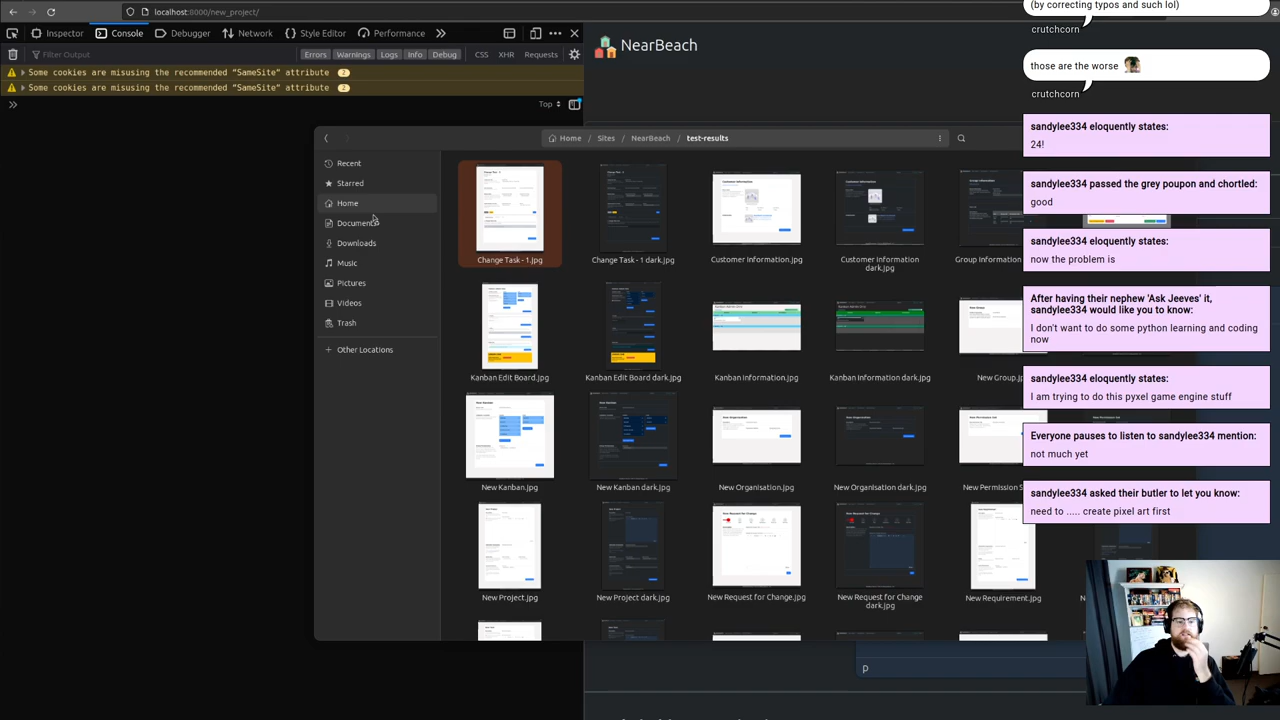 localhost:8000/new_project/
Inspector
Console
Debugger
Network
Style Editor
Performance
Filter Output
Errors
Warnings
Logs
Info
Debug
CSS
XHR
Requests
Some cookies are misusing the recommended “SameSite” attribute 2
Some cookies are misusing the recommended “SameSite” attribute 2
Top
NearBeach
Home
Sites
NearBeach
test-results
Recent
Starred
Home
Documents
Downloads
Music
Pictures
Videos
Trash
+ Other Locations
Change Task - 1.jpg
Change Task - 1 dark.jpg
Customer Information.jpg
Customer Information
dark.jpg
Group Information
Kanban Edit Board.jpg
Kanban Edit Board dark.jpg
Kanban Information.jpg
Kanban Information dark.jpg
New Group.jp
New Kanban.jpg
New Kanban dark.jpg
New Organisation.jpg
New Organisation dark.jpg
New Permission S
New Project.jpg
New Project dark.jpg
New Request for Change.jpg
New Request for Change
dark.jpg
New Requirement.jpg
p
(by correcting typos and such lol)
crutchcorn
those are the worse
crutchcorn
sandylee334 eloquently states:
24!
sandylee334 passed the grey poupon and chortled:
good
sandylee334 eloquently states:
now the problem is
After having their nephew 'Ask Jeeves' it,
sandylee334 would like you to know:
I don't want to do some python learning and coding
now
sandylee334 eloquently states:
I am trying to do this pyxel game engine stuff
Everyone pauses to listen to sandylee334 mention:
not much yet
sandylee334 asked their butler to let you know:
need to ..... create pixel art first